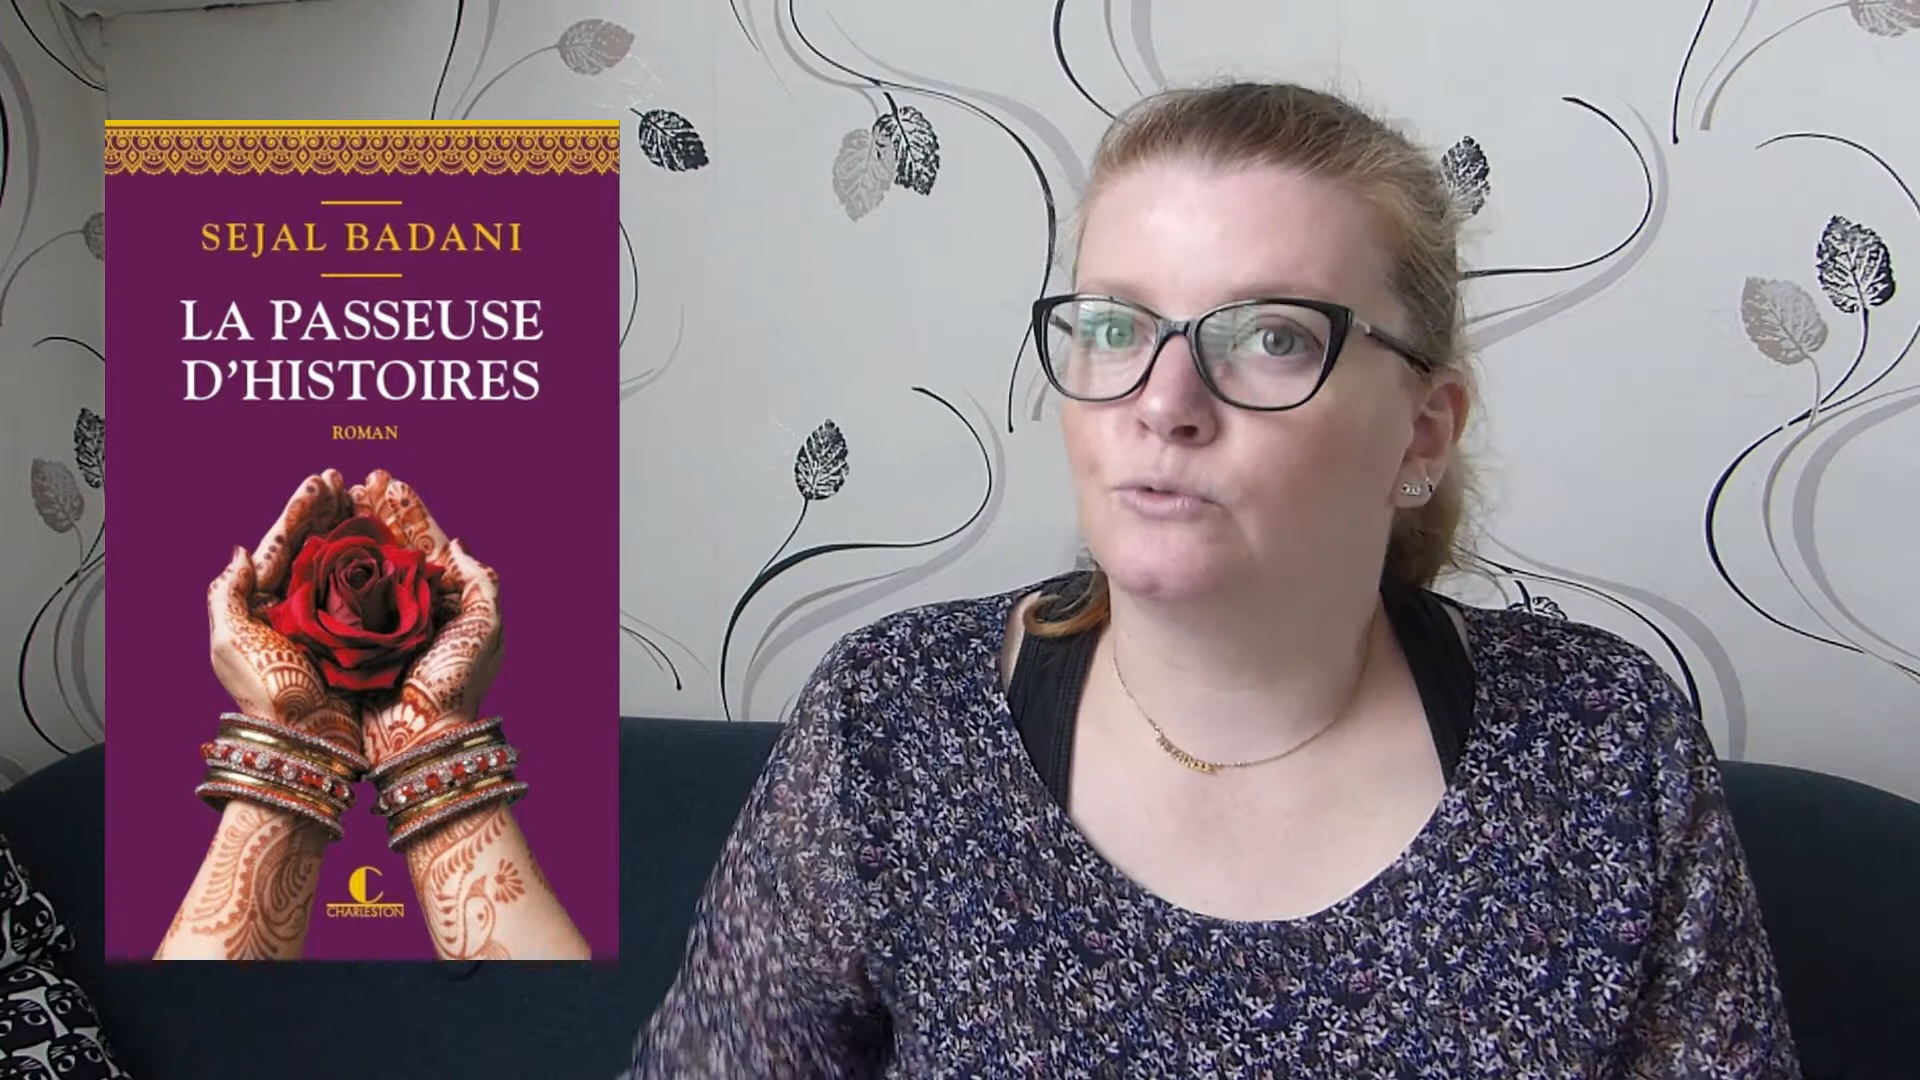 SEJAL BADANI
LA PASSEUSE
D'HISTOIRES
ROMAN
C
CHARLESTON